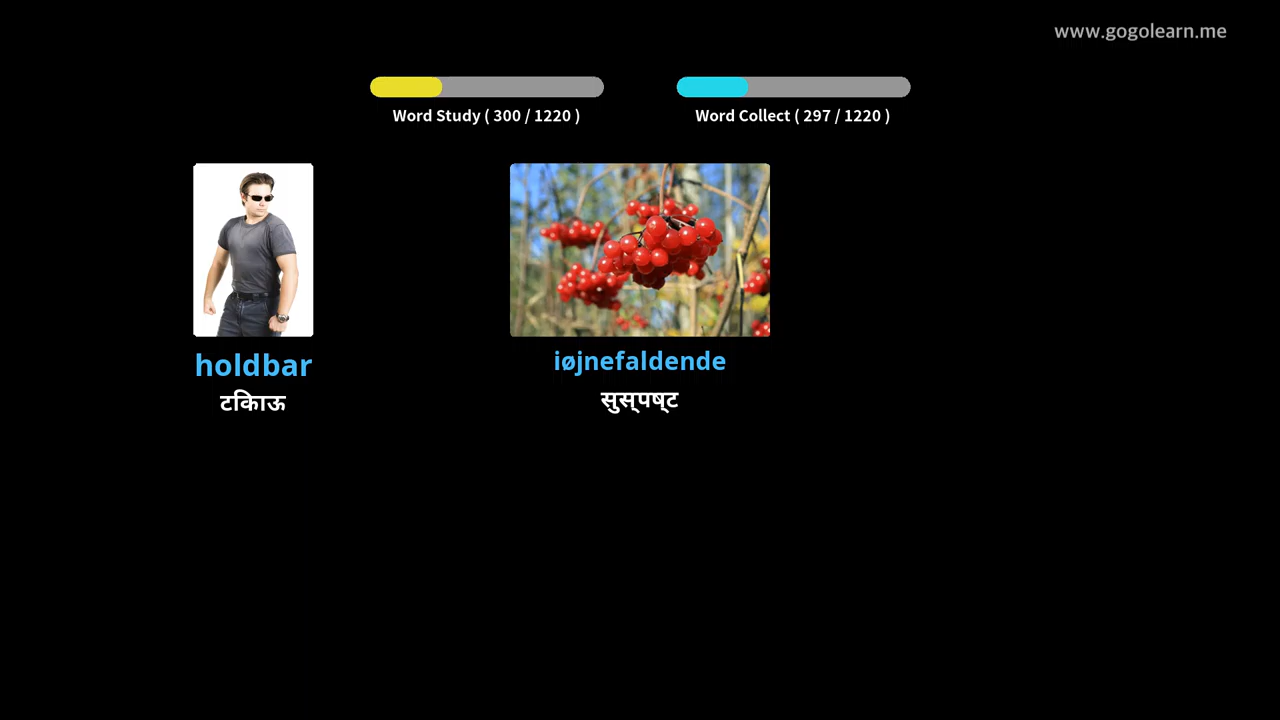 www.gogolearn.me
Word Study ( 300 / 1220 )
Word Collect ( 297 / 1220 )
holdbar
iøjnefaldende
टिकाऊ
सुस्पष्ट